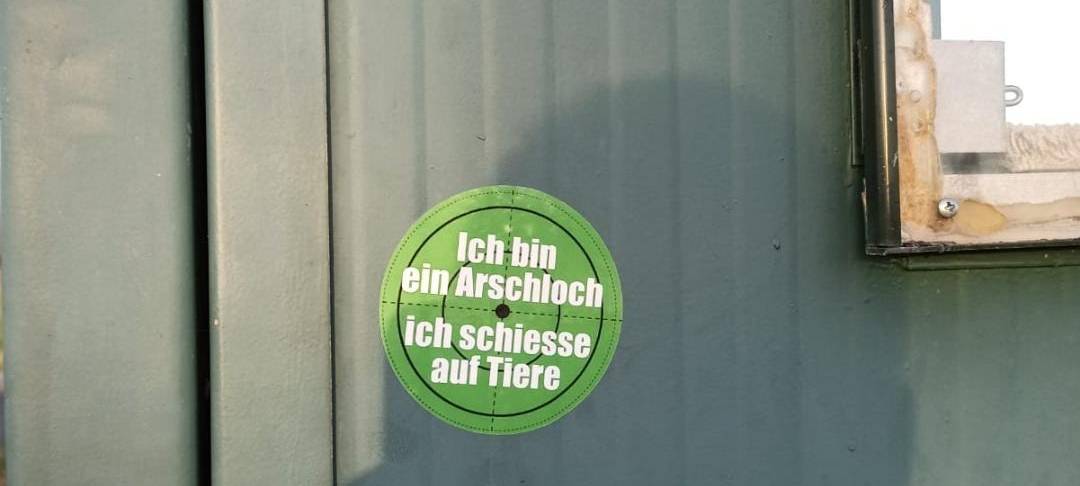 Ich bin
ein Arschloch
ich schiesse
auf Tiere